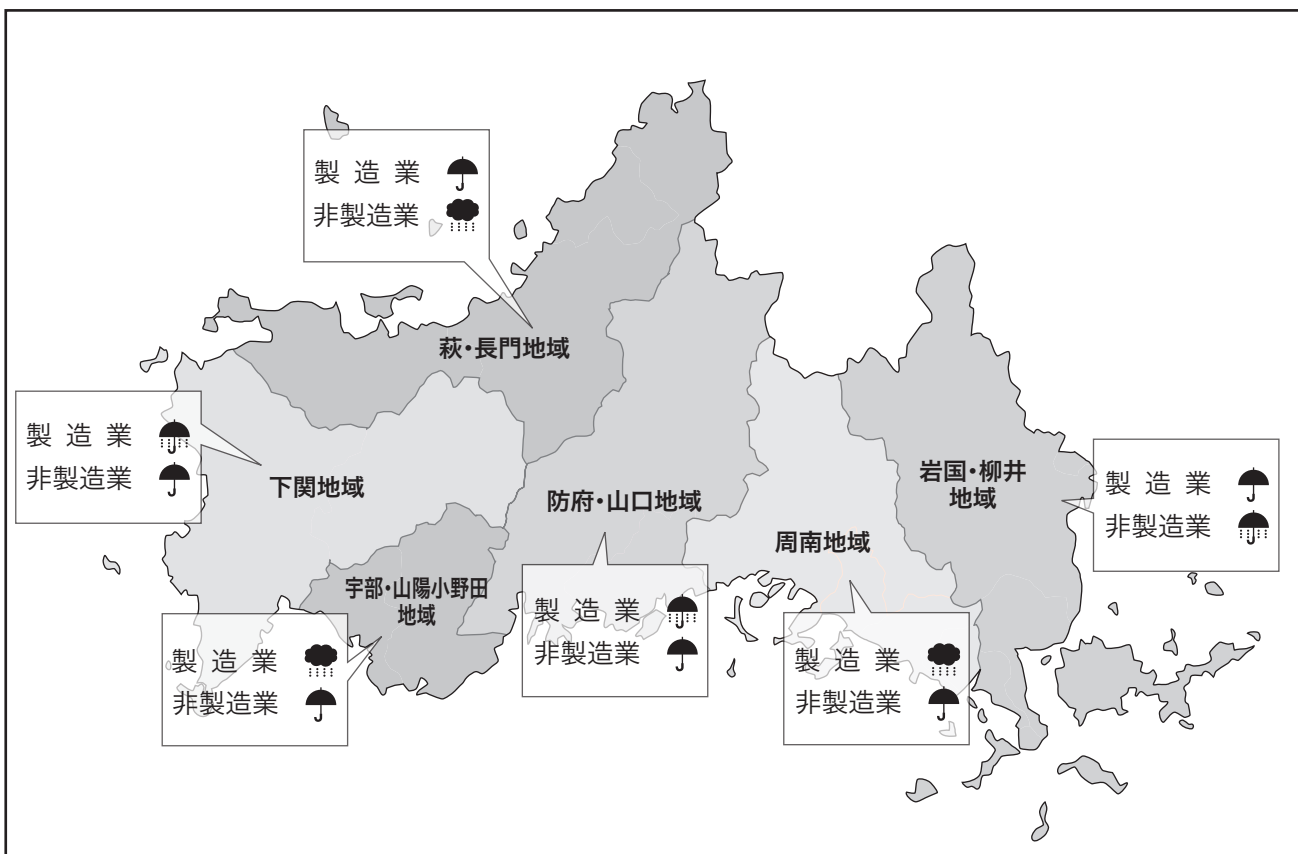 製造業
非製造業
萩・長門地域
製造業
非製造業
下関地域
防府・山口地域
岩国・柳井
地域
製造業
非製造業
周南地域
宇部・山陽小野田
地域
製造業
非製造業
製造業
非製造業
製造業
非製造業